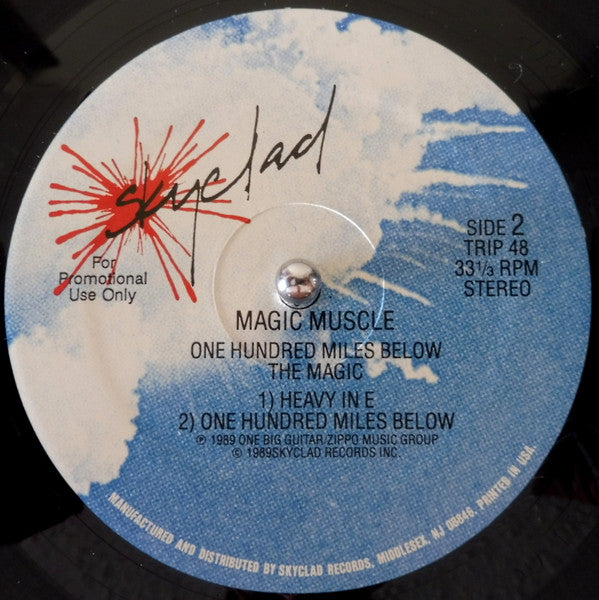 Skyclad
For
Promotional
Use Only
SIDE 2
TRIP 48
33 1/3 RPM
STEREO
MAGIC MUSCLE
ONE HUNDRED MILES BELOW
THE MAGIC
1) HEAVY IN E
2) ONE HUNDRED MILES BELOW
℗ 1989 ONE BIG GUITAR/ZIPPO MUSIC GROUP
© 1989SKYCLAD RECORDS INC.
MANUFACTURED AND DISTRIBUTED BY SKYCLAD RECORDS, MIDDLESEX, NJ 08846. PRINTED IN USA.